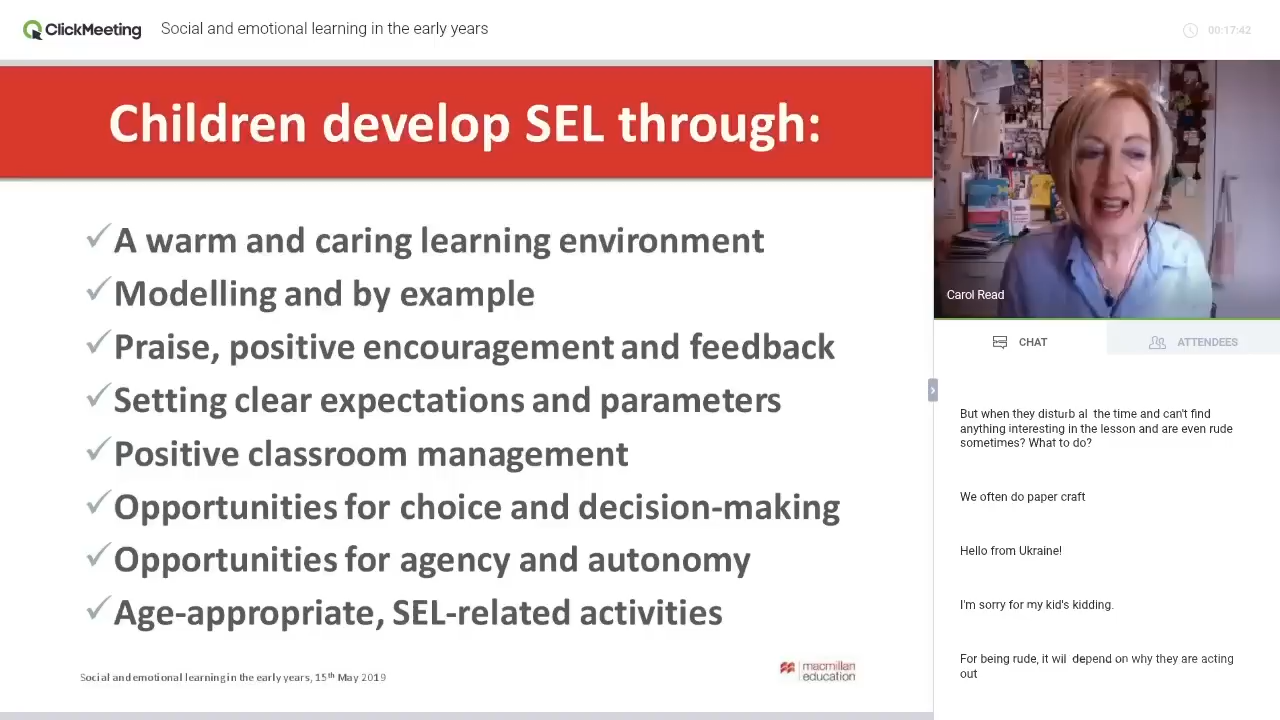 ClickMeeting
Social and emotional learning in the early years
00:17:42
Children develop SEL through:
A warm and caring learning environment
Modelling and by example
Praise, positive encouragement and feedback
Setting clear expectations and parameters
Positive classroom management
Opportunities for choice and decision-making
Opportunities for agency and autonomy
Age-appropriate, SEL-related activities
Social and emotional learning in the early years, 15th May 2019
macmillan
education
Carol Read
CHAT
ATTENDEES
But when they disturb al the time and can't find
anything interesting in the lesson and are even rude
sometimes? What to do?
We often do paper craft
Hello from Ukraine!
I'm sorry for my kid's kidding.
For being rude, it wil depend on why they are acting
out